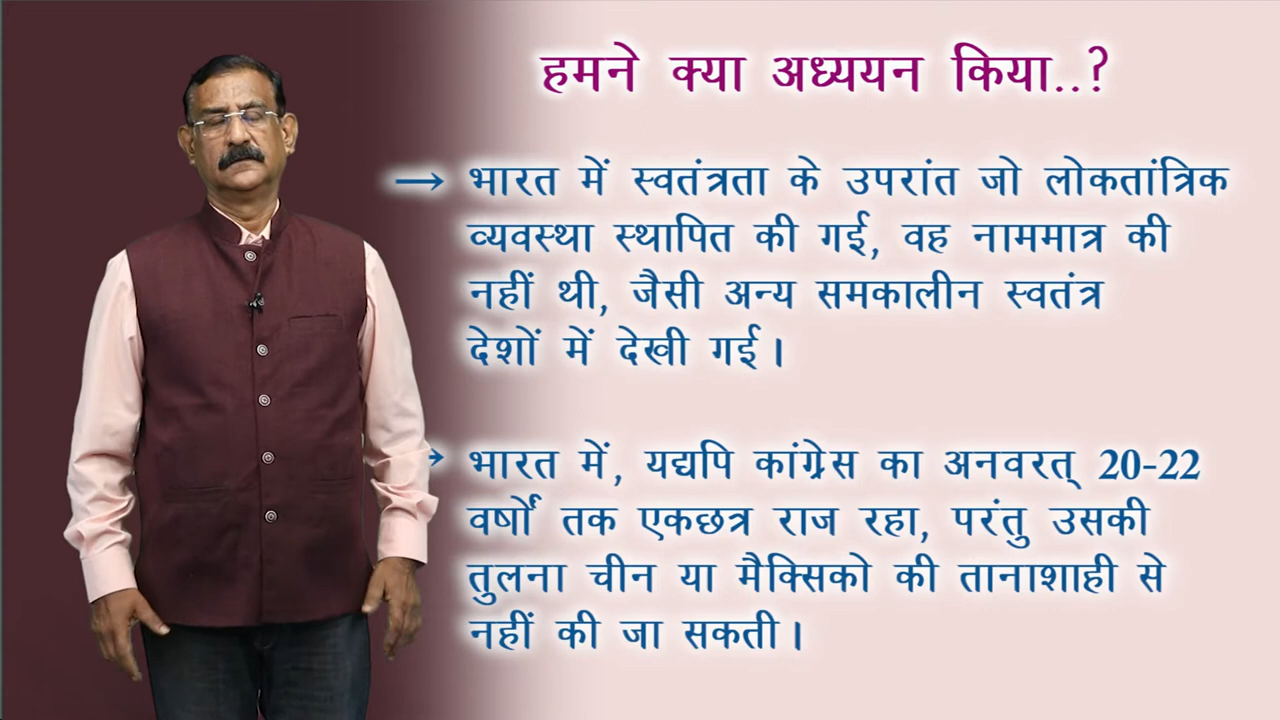 हमने क्या अध्ययन किया..?
→ भारत में स्वतंत्रता के उपरांत जो लोकतांत्रिक
व्यवस्था स्थापित की गई, वह नाममात्र की
नहीं थी, जैसी अन्य समकालीन स्वतंत्र
देशों में देखी गई।
→ भारत में, यद्यपि कांग्रेस का अनवरत् 20-22
वर्षों तक एकछत्र राज रहा, परंतु उसकी
तुलना चीन या मैक्सिको की तानाशाही से
नहीं की जा सकती।